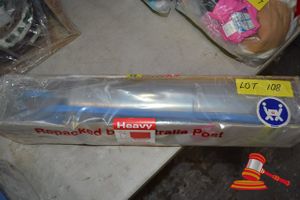 LOT 108
Heavy
Repacked by Australia Post